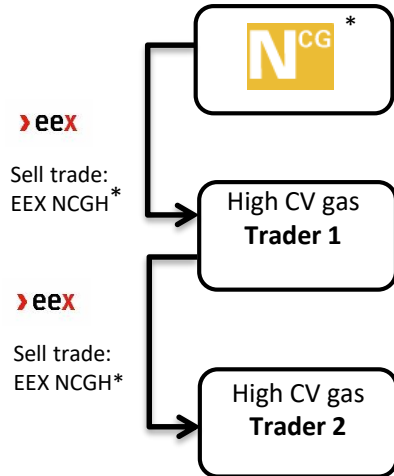 NCG *
eex
Sell trade:
EEX NCGH*
High CV gas
Trader 1
eex
Sell trade:
EEX NCGH*
High CV gas
Trader 2